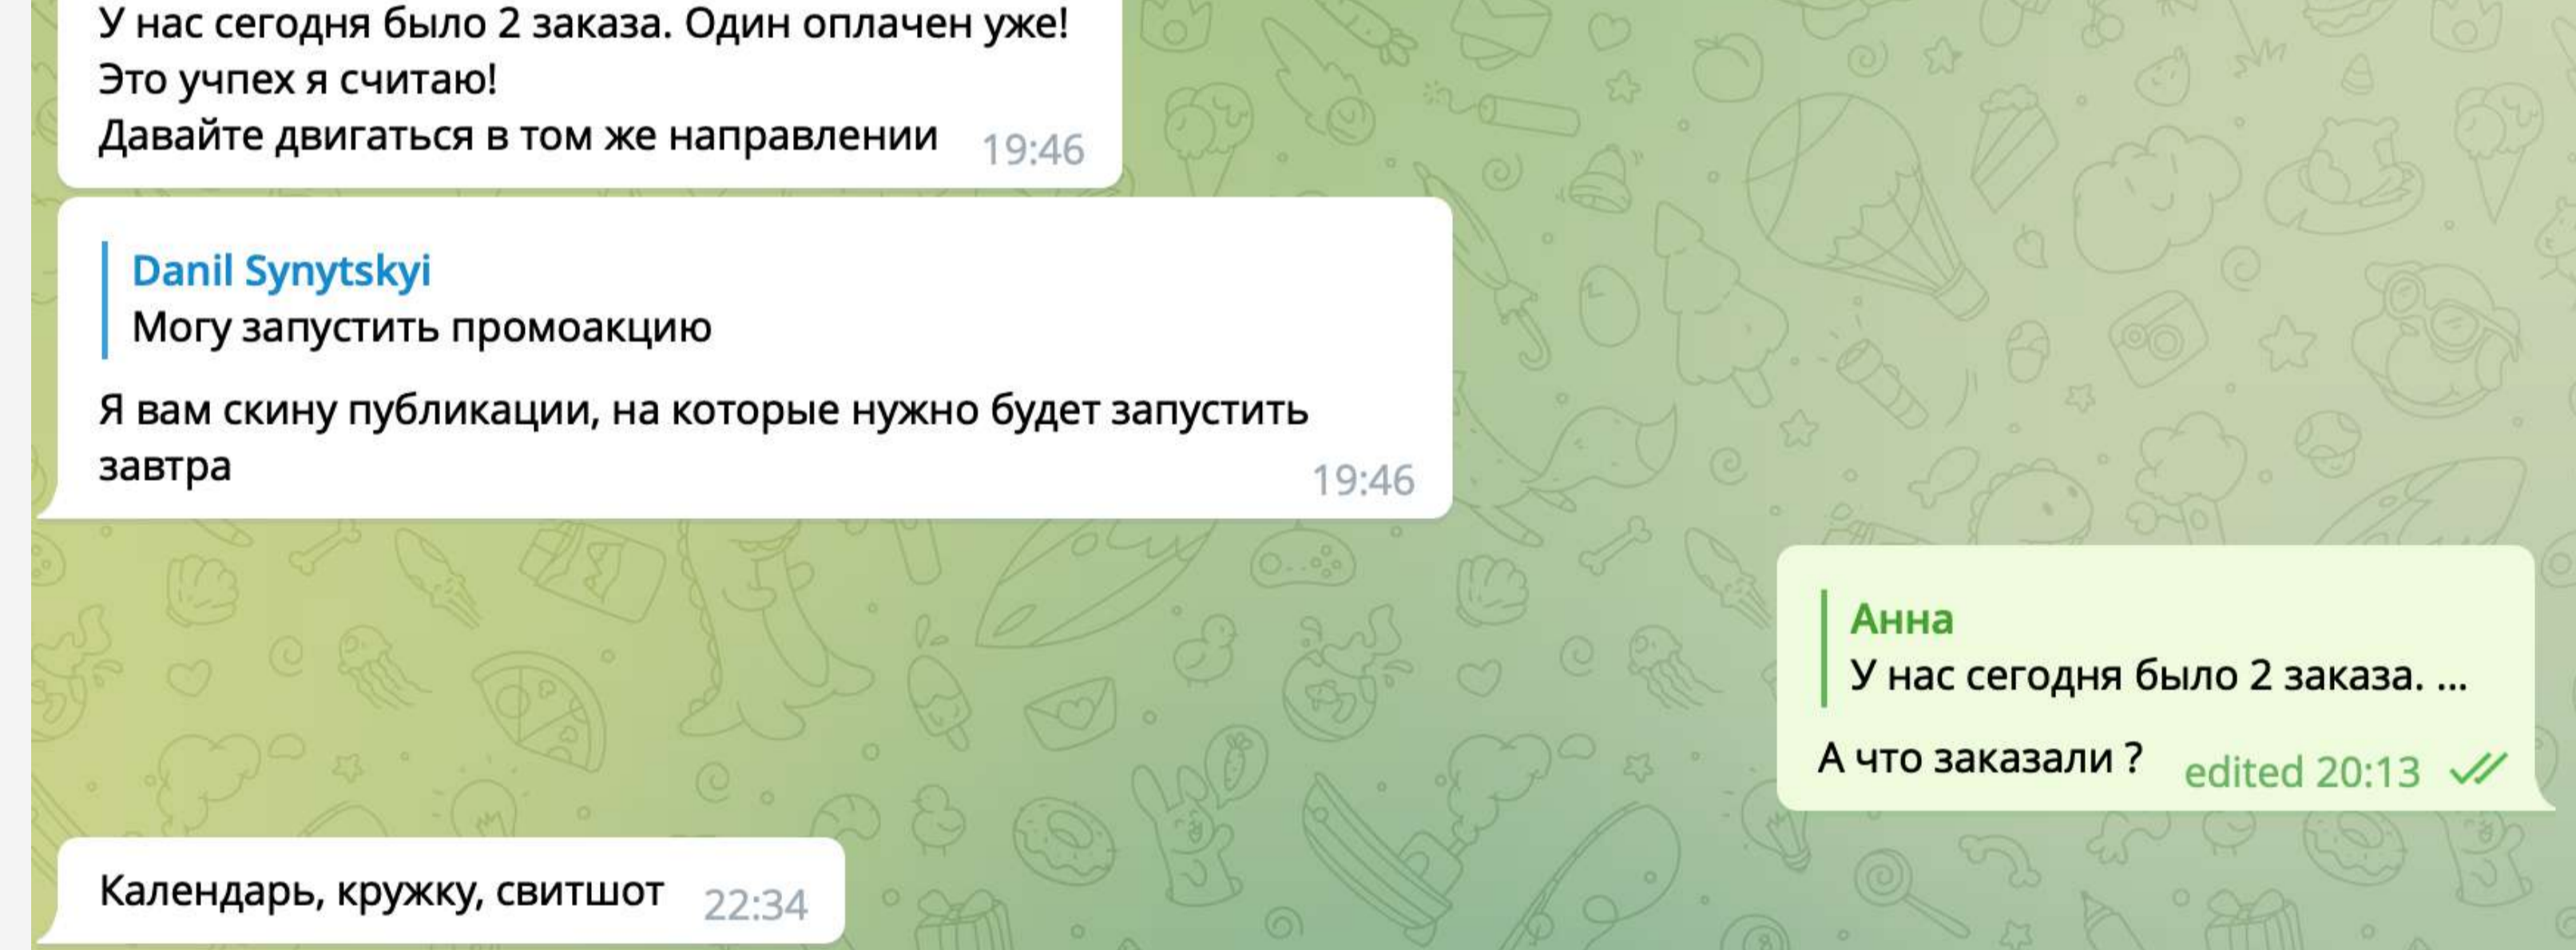 У нас сегодня было 2 заказа. Один оплачен уже!
Это учпех я считаю!
Давайте двигаться в том же направлении 19:46
Danil Synytskyi
Могу запустить промоакцию
Я вам скину публикации, на которые нужно будет запустить
завтра 19:46
Анна
У нас сегодня было 2 заказа. ...
А что заказали ? edited 20:13
Календарь, кружку, свитшот 22:34